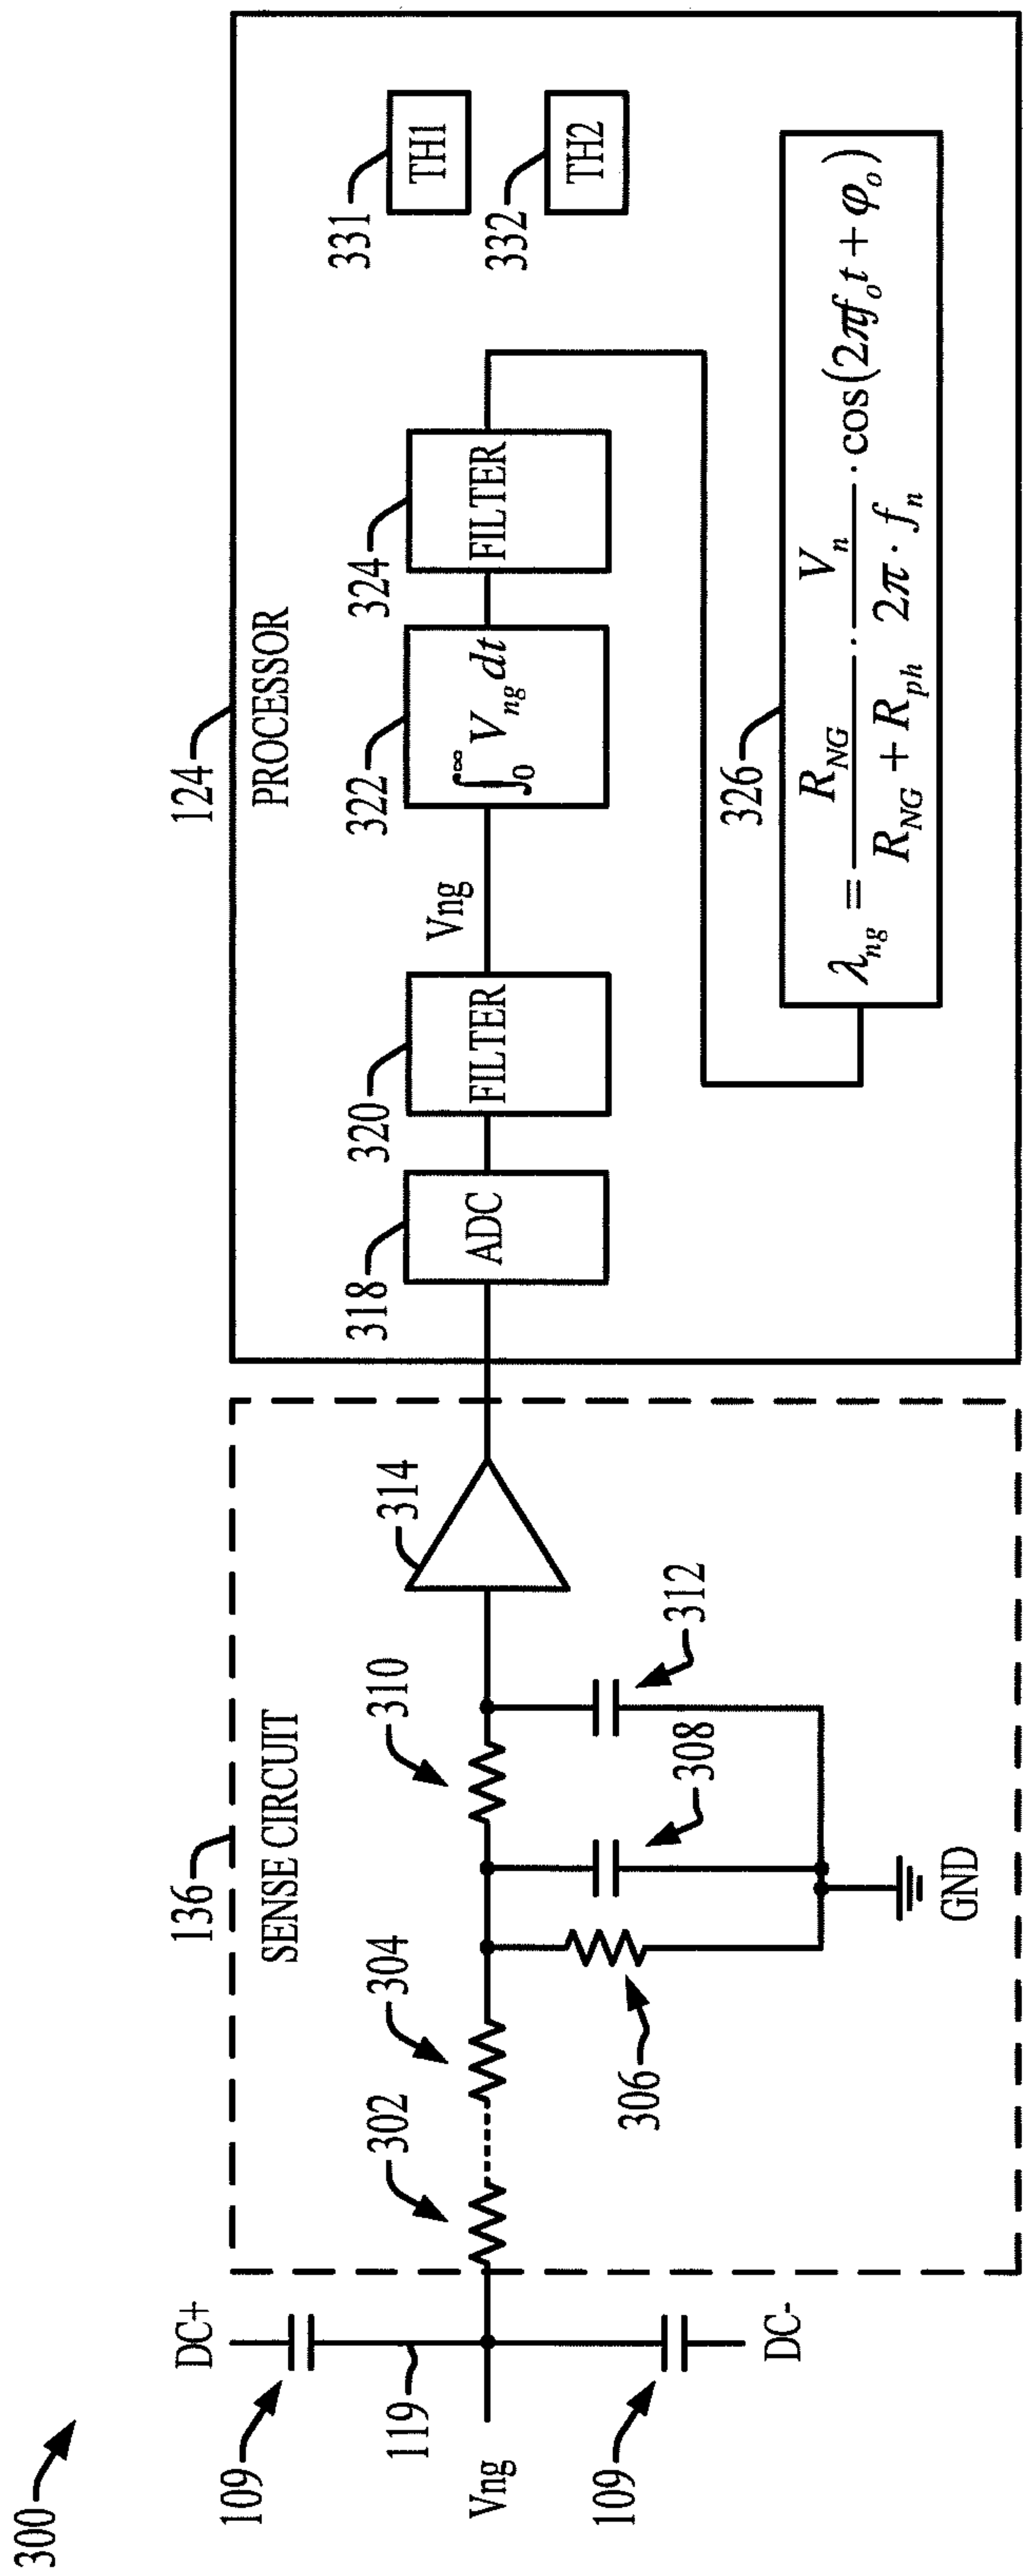 300
124
PROCESSOR
331
TH1
332
TH2
318
ADC
320
FILTER
Vng
322
∫₀^∞ V_ng dt
324
FILTER
326
λ_ng = R_NG / (R_NG + R_ph) · V_n / (2π · f_n) · cos(2πf_o t + φ_o)
136
SENSE CIRCUIT
302
304
306
308
310
312
314
GND
DC+
109
119
Vng
109
DC-